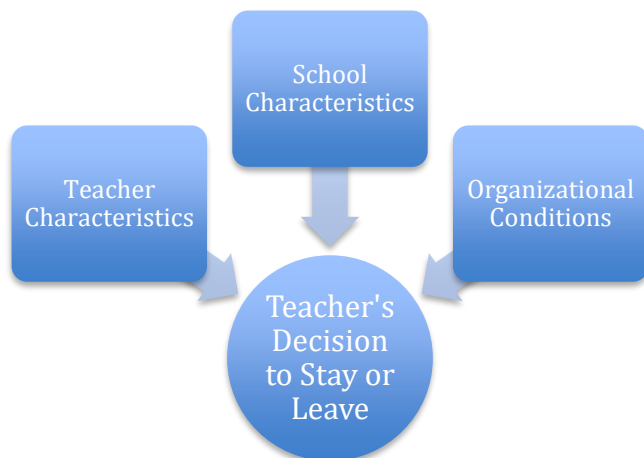 School
Characteristics
Teacher
Characteristics
Organizational
Conditions
Teacher's
Decision
to Stay or
Leave